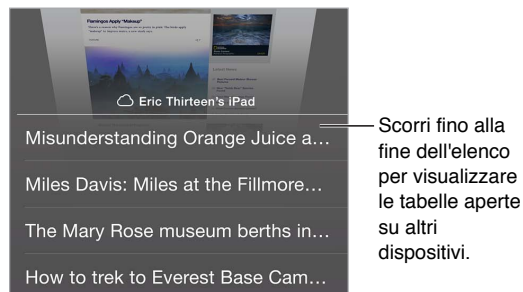 Flamingos Apply "Makeup"
Eric Thirteen's iPad
Misunderstanding Orange Juice a…
Miles Davis: Miles at the Fillmore…
The Mary Rose museum berths in…
How to trek to Everest Base Cam…
Scorri fino alla
fine dell'elenco
per visualizzare
le tabelle aperte
su altri
dispositivi.